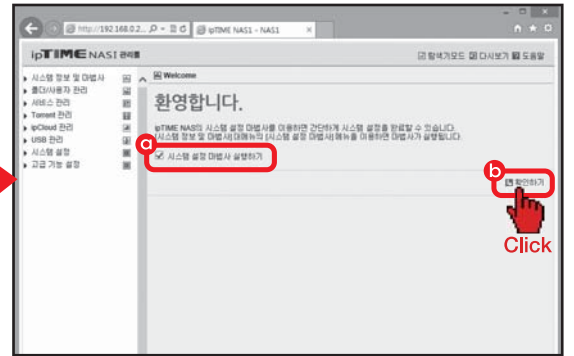 http://192.168.0.2...
ipTIME NAS1 - NAS1
ipTIME NAS1 관리툴
탐색기모드 다시보기 도움말
시스템 정보 및 마법사
폴더/사용자 관리
서비스 관리
Torrent 관리
ipCloud 관리
USB 관리
시스템 설정
고급 기능 설정
Welcome
환영합니다.
ipTIME NAS의 시스템 설정 마법사를 이용하면 간단하게 시스템 설정을 완료할 수 있습니다.
[시스템 정보 및 마법사] 대메뉴의 [시스템 설정 마법사] 메뉴를 이용하면 마법사가 실행됩니다.
a
시스템 설정 마법사 실행하기
b
확인하기
Click